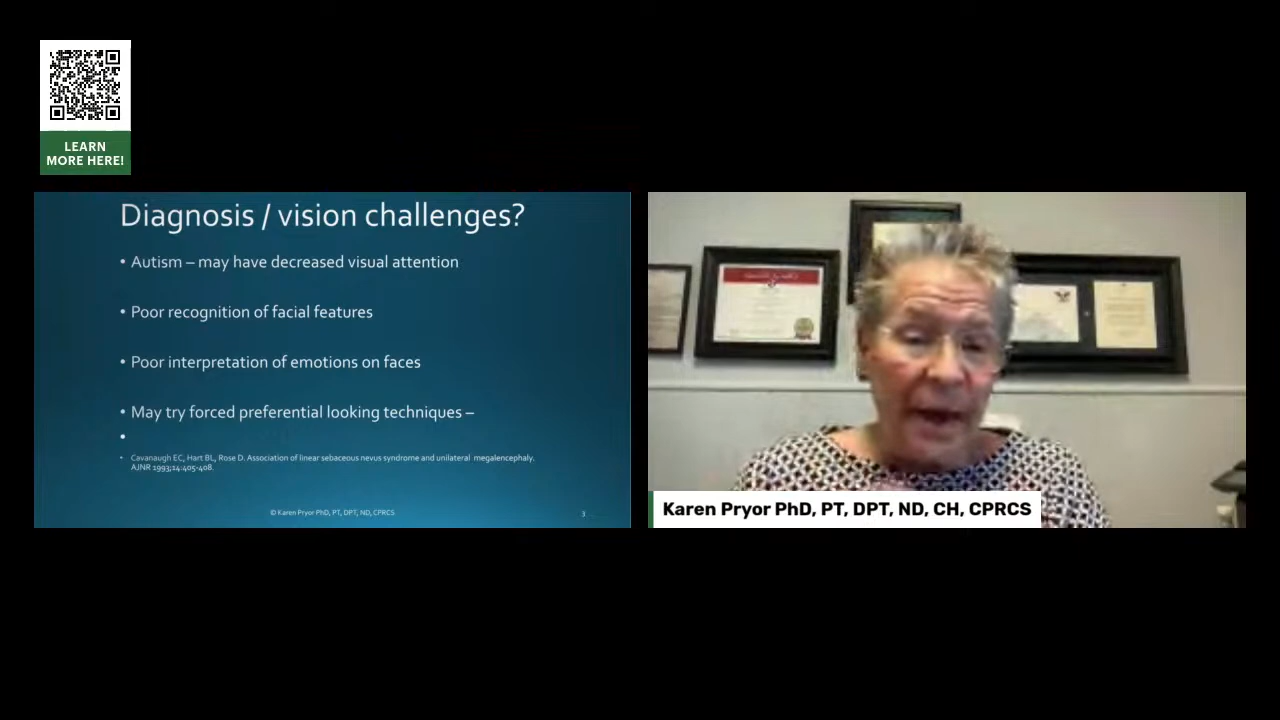 LEARN
MORE HERE!
Diagnosis / vision challenges?
• Autism – may have decreased visual attention
• Poor recognition of facial features
• Poor interpretation of emotions on faces
• May try forced preferential looking techniques –
•
• Cavanaugh EC, Hart BL, Rose D. Association of linear sebaceous nevus syndrome and unilateral megalencephaly.
AJNR 1993;14:405-408.
© Karen Pryor PhD, PT, DPT, ND, CPRCS
3
Karen Pryor PhD, PT, DPT, ND, CH, CPRCS